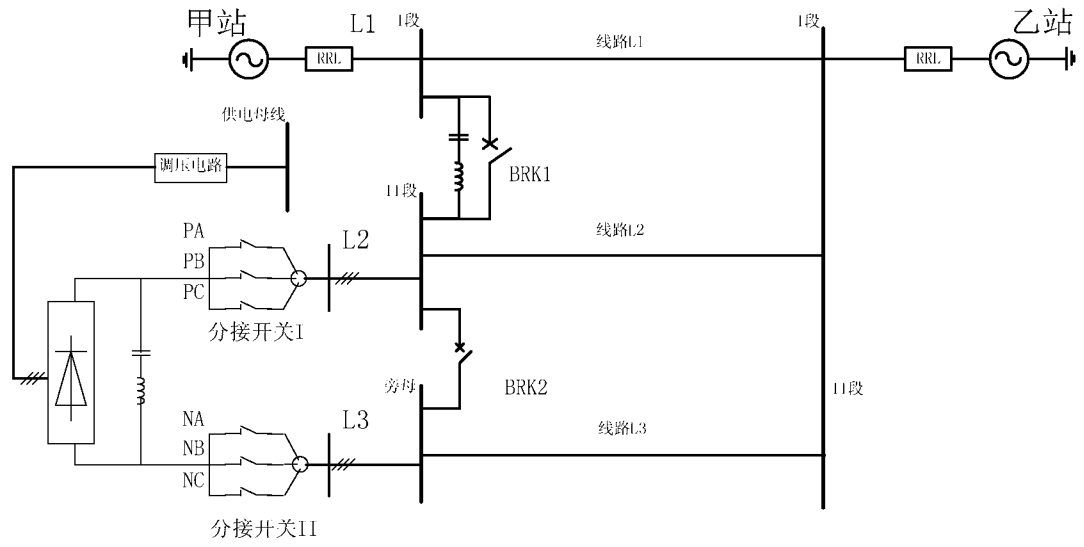 甲站
L1
I段
线路L1
I段
乙站
RRL
RRL
供电母线
调压电路
BRK1
II段
PA
L2
线路L2
PB
PC
分接开关I
旁母
BRK2
II段
NA
L3
线路L3
NB
NC
分接开关II